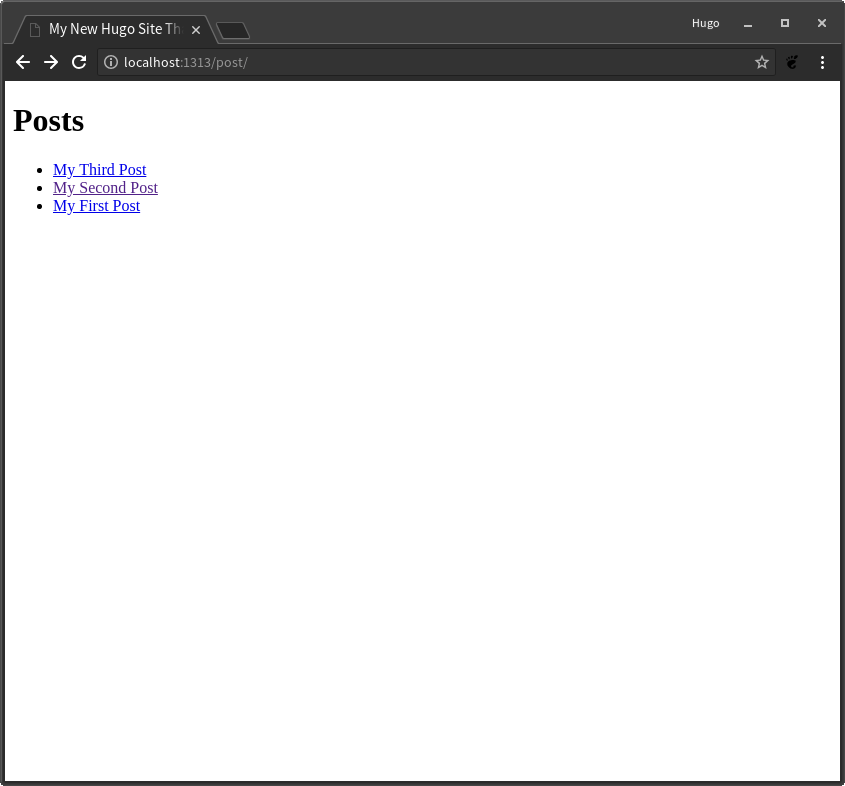 My New Hugo Site Th
Hugo
localhost:1313/post/
Posts
My Third Post
My Second Post
My First Post